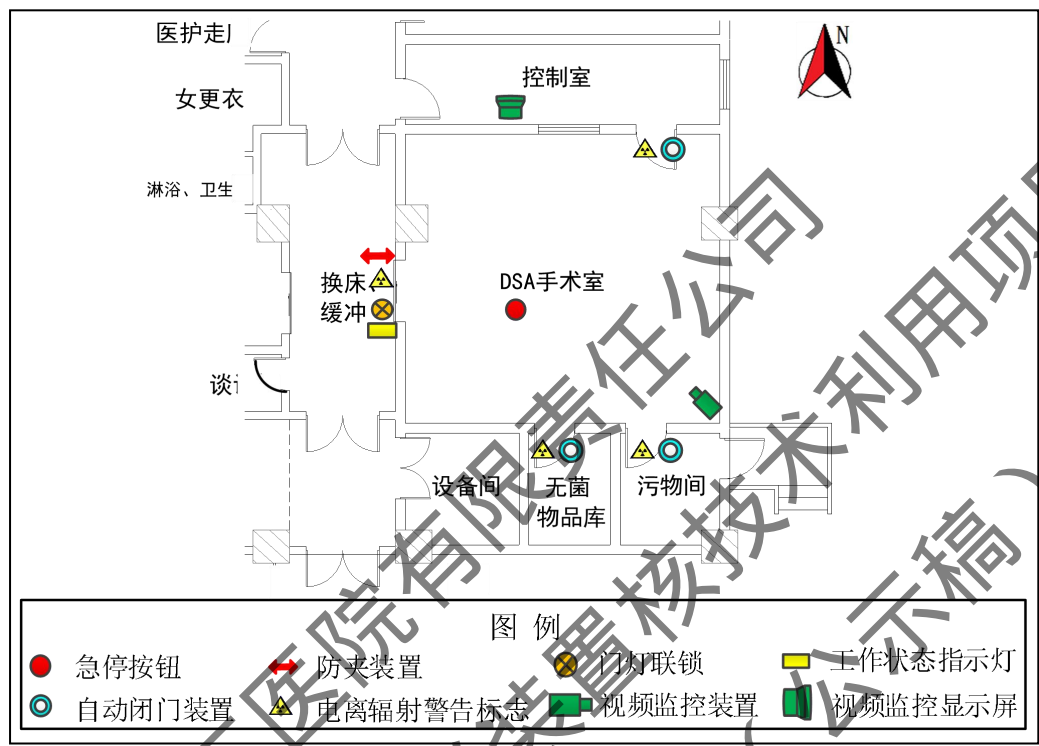 医护走
N
控制室
女更衣
淋浴、卫生
换床、
缓冲
DSA手术室
谈
设备间
无菌
物品库
污物间
图 例
急停按钮
防夹装置
门灯联锁
工作状态指示灯
自动闭门装置
电离辐射警告标志
视频监控装置
视频监控显示屏
医院有限责任公司
装置核技术利用项
（公示稿）